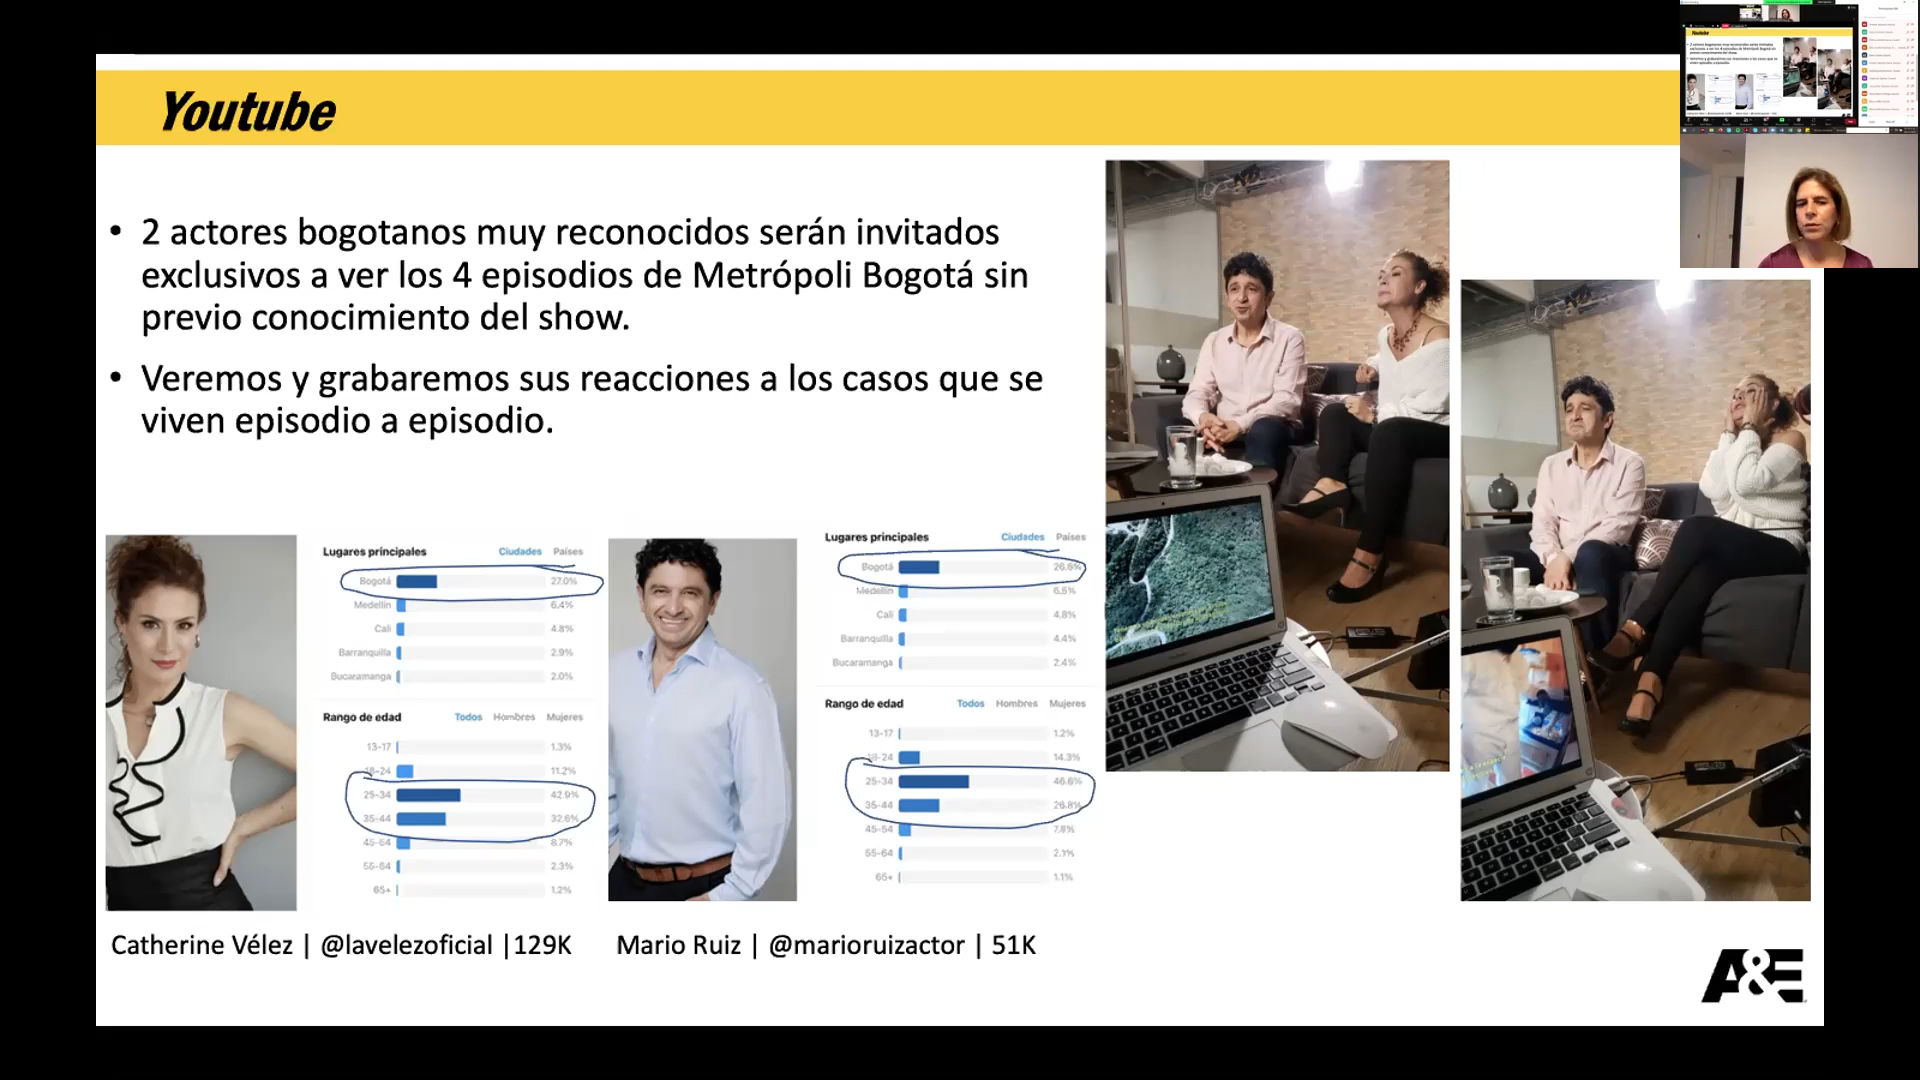 Youtube
• 2 actores bogotanos muy reconocidos serán invitados
exclusivos a ver los 4 episodios de Metrópoli Bogotá sin
previo conocimiento del show.
• Veremos y grabaremos sus reacciones a los casos que se
viven episodio a episodio.
Lugares principales Ciudades Países
Bogotá 27.0%
Medellín 6.4%
Cali 4.8%
Barranquilla 2.9%
Bucaramanga 2.0%
Rango de edad Todos Hombres Mujeres
13-17 1.3%
18-24 11.2%
25-34 42.9%
35-44 32.6%
45-54 8.7%
55-64 2.3%
65+ 1.2%
Catherine Vélez | @lavelezoficial |129K
Lugares principales Ciudades Países
Bogotá 26.6%
Medellín 6.5%
Cali 4.8%
Barranquilla 4.4%
Bucaramanga 2.4%
Rango de edad Todos Hombres Mujeres
13-17 1.2%
18-24 14.3%
25-34 46.6%
35-44 26.8%
45-54 7.8%
55-64 2.1%
65+ 1.1%
Mario Ruiz | @marioruizactor | 51K
A&E